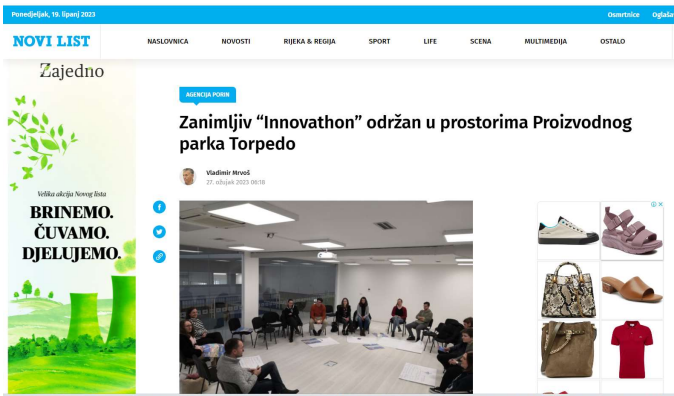 Ponedjeljak, 19. lipanj 2023
Osmrtnice Oglaša
NOVI LIST
NASLOVNICA NOVOSTI RIJEKA & REGIJA SPORT LIFE SCENA MULTIMEDIJA OSTALO
Zajedno
Velika akcija Novog lista
BRINEMO.
ČUVAMO.
DJELUJEMO.
AGENCIJA PORIN
Zanimljiv “Innovathon” održan u prostorima Proizvodnog
parka Torpedo
Vladimir Mrvoš
27. ožujak 2023 06:18